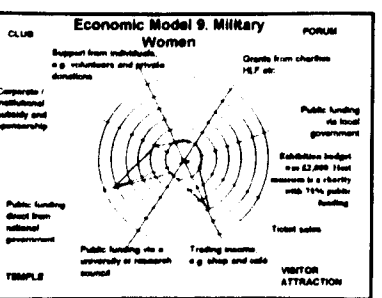 Economic Model 9. Military
Women
CLUB
FORUM
Support from individuals,
e.g. volunteers and private
donations
Grants from charities
HLF etc.
Corporate /
institutional
subsidy and
sponsorship
Public funding
via local
government
Exhibition budget
was £2,000. Host
museum is a charity
with 75% public
funding
Public funding
direct from
national
government
Ticket sales
Public funding via a
university or research
council
Trading income
e.g. shop and café
TEMPLE
VISITOR
ATTRACTION